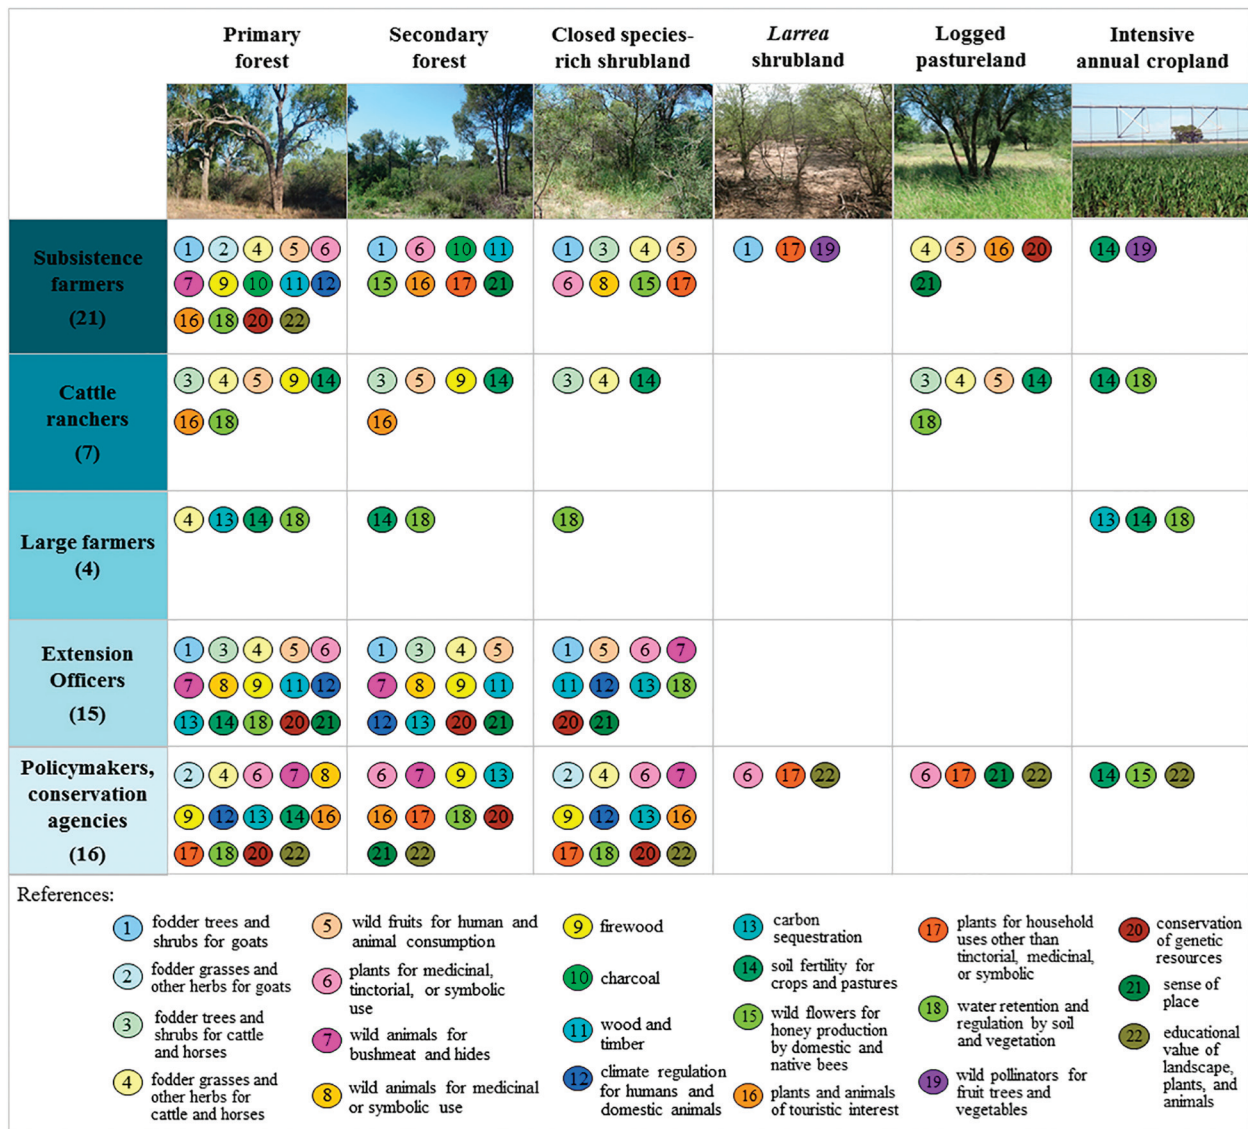 Primary forest
Secondary forest
Closed species-rich shrubland
Larrea shrubland
Logged pastureland
Intensive annual cropland
Subsistence farmers (21)
1 2 4 5 6
7 9 10 11 12
16 18 20 22
1 6 10 11
15 16 17 21
1 3 4 5
6 8 15 17
1 17 19
4 5 16 20
21
14 19
Cattle ranchers (7)
3 4 5 9 14
16 18
3 5 9 14
16
3 4 14
3 4 5 14
18
14 18
Large farmers (4)
4 13 14 18
14 18
18
13 14 18
Extension Officers (15)
1 3 4 5 6
7 8 9 11 12
13 14 18 20 21
1 3 4 5
7 8 9 11
12 13 20 21
1 5 6 7
11 12 13 18
20 21
Policymakers, conservation agencies (16)
2 4 6 7 8
9 12 13 14 16
17 18 20 22
6 7 9 13
16 17 18 20
21 22
2 4 6 7
9 12 13 16
17 18 20 22
6 17 22
6 17 21 22
14 15 22
References:
1 fodder trees and shrubs for goats
2 fodder grasses and other herbs for goats
3 fodder trees and shrubs for cattle and horses
4 fodder grasses and other herbs for cattle and horses
5 wild fruits for human and animal consumption
6 plants for medicinal, tinctorial, or symbolic use
7 wild animals for bushmeat and hides
8 wild animals for medicinal or symbolic use
9 firewood
10 charcoal
11 wood and timber
12 climate regulation for humans and domestic animals
13 carbon sequestration
14 soil fertility for crops and pastures
15 wild flowers for honey production by domestic and native bees
16 plants and animals of touristic interest
17 plants for household uses other than tinctorial, medicinal, or symbolic
18 water retention and regulation by soil and vegetation
19 wild pollinators for fruit trees and vegetables
20 conservation of genetic resources
21 sense of place
22 educational value of landscape, plants, and animals